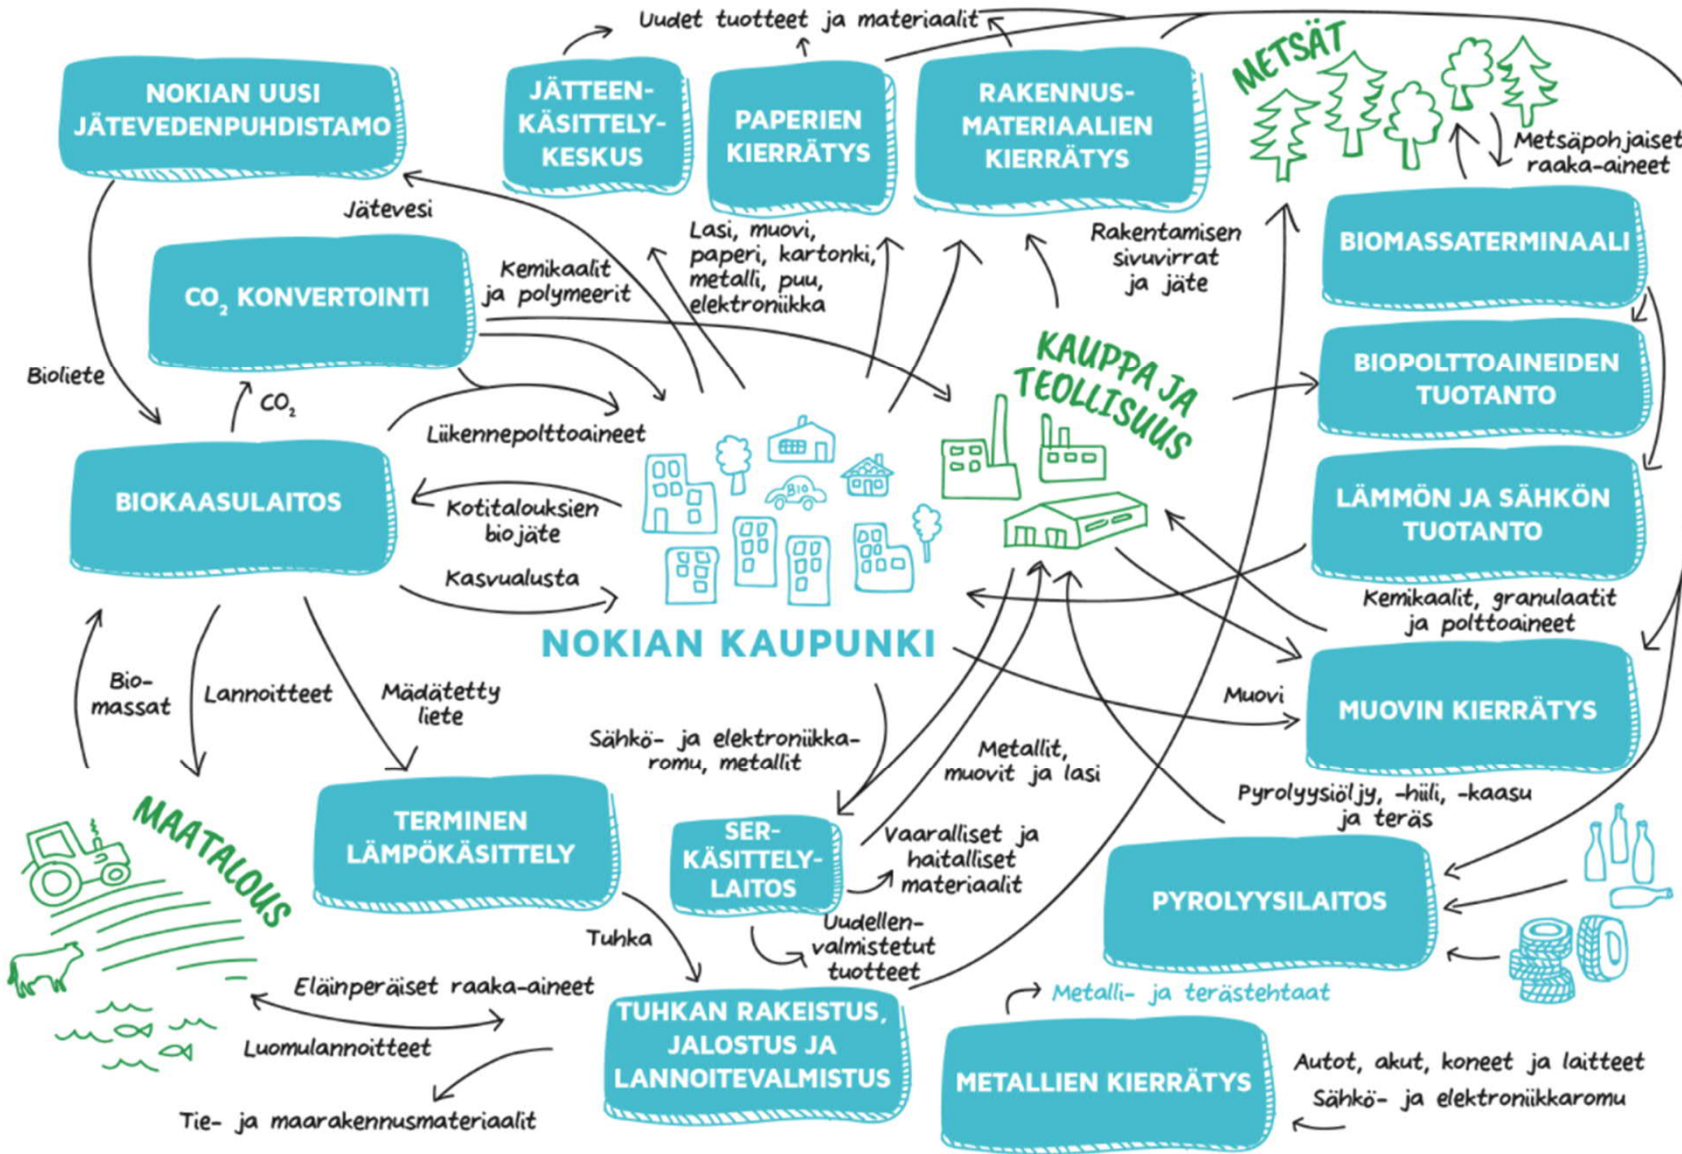 Uudet tuotteet ja materiaalit
NOKIAN UUSI
JÄTEVEDENPUHDISTAMO
JÄTTEEN-
KÄSITTELY-
KESKUS
PAPERIEN
KIERRÄTYS
RAKENNUS-
MATERIAALIEN
KIERRÄTYS
METSÄT
Metsäpohjaiset
raaka-aineet
Jätevesi
Lasi, muovi,
paperi, kartonki,
metalli, puu,
elektroniikka
Rakentamisen
sivuvirrat
ja jäte
BIOMASSATERMINAALI
CO₂ KONVERTOINTI
Kemikaalit
ja polymeerit
KAUPPA JA
TEOLLISUUS
BIOPOLTTOAINEIDEN
TUOTANTO
Bioliete
CO₂
Liikennepolttoaineet
BIOKAASULAITOS
Kotitalouksien
biojäte
BIO
LÄMMÖN JA SÄHKÖN
TUOTANTO
Kasvualusta
Kemikaalit, granulaatit
ja polttoaineet
NOKIAN KAUPUNKI
Bio-
massat
Lannoitteet
Mädätetty
liete
Muovi
MUOVIN KIERRÄTYS
Sähkö- ja elektroniikka-
romu, metallit
Metallit,
muovit ja lasi
Pyrolyysiöljy, -hiili, -kaasu
ja teräs
MAATALOUS
TERMINEN
LÄMPÖKÄSITTELY
SER-
KÄSITTELY-
LAITOS
Vaaralliset ja
haitalliset
materiaalit
PYROLYYSILAITOS
Tuhka
Uudellen-
valmistetut
tuotteet
Eläinperäiset raaka-aineet
Luomulannoitteet
TUHKAN RAKEISTUS,
JALOSTUS JA
LANNOITEVALMISTUS
Metalli- ja terästehtaat
METALLIEN KIERRÄTYS
Autot, akut, koneet ja laitteet
Sähkö- ja elektroniikkaromu
Tie- ja maarakennusmateriaalit